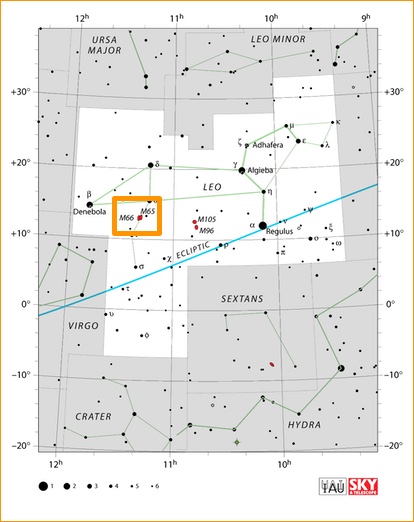 12h 11h 10h 9h
URSA MAJOR
LEO MINOR
+30° +30°
μ κ
ζ Adhafera ε λ
+20° δ γ Algieba +20°
β LEO η
Denebola M66 M65 M105 M96
α Regulus ν ψ ξ
+10° +10°
χ ECLIPTIC ρ π ο ω
σ
τ
0° SEXTANS 0°
υ
VIRGO
φ
−10° −10°
CRATER HYDRA
−20° −20°
12h 11h 10h
1 2 3 4 5 6
IAU SKY & TELESCOPE